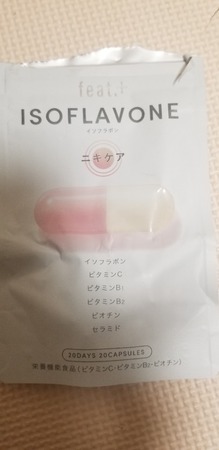 feat.
ISOFLAVONE
イソフラボン
ニキケア
イソフラボン
ビタミンC
ビタミンB₁
ビタミンB₂
ビオチン
セラミド
20DAYS 20CAPSULES
栄養機能食品(ビタミンC・ビタミンB₂・ビオチン)